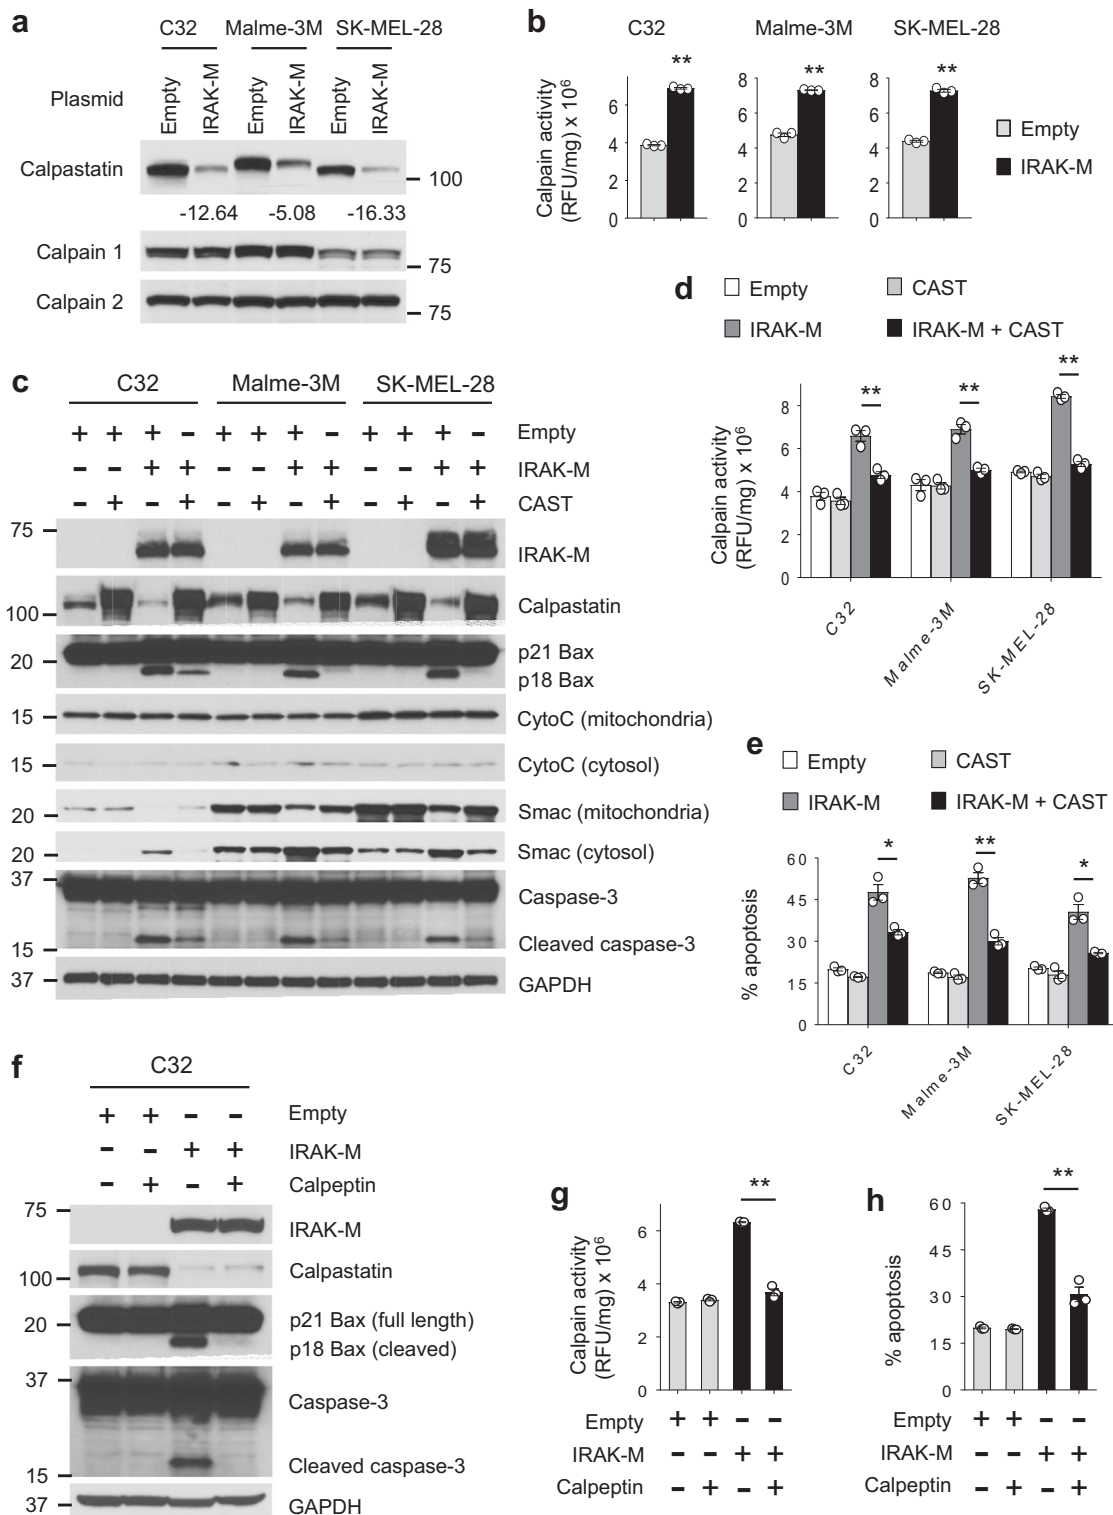 a
C32 Malme-3M SK-MEL-28
Plasmid Empty IRAK-M Empty IRAK-M Empty IRAK-M
Calpastatin 100
-12.64 -5.08 -16.33
Calpain 1 75
Calpain 2 75
b
C32 Malme-3M SK-MEL-28
Calpain activity
(RFU/mg) x 10⁶
** ** **
6 8 8
4 6 6
2 4 4
0 2 2
0 0
Empty
IRAK-M
c
C32 Malme-3M SK-MEL-28
+ + + - + + + - + + + - Empty
- - + + - - + + - - + + IRAK-M
- + - + - + - + - + - + CAST
75 IRAK-M
100 Calpastatin
20 p21 Bax
p18 Bax
15 CytoC (mitochondria)
15 CytoC (cytosol)
20 Smac (mitochondria)
20 Smac (cytosol)
37 Caspase-3
15 Cleaved caspase-3
37 GAPDH
d
Empty CAST
IRAK-M IRAK-M + CAST
Calpain activity
(RFU/mg) x 10⁶
** ** **
8
6
4
2
0
C32 Malme-3M SK-MEL-28
e
Empty CAST
IRAK-M IRAK-M + CAST
% apoptosis
* ** *
60
45
30
15
0
C32 Malme-3M SK-MEL-28
f
C32
+ + - - Empty
- - + + IRAK-M
- + - + Calpeptin
75 IRAK-M
100 Calpastatin
20 p21 Bax (full length)
p18 Bax (cleaved)
37 Caspase-3
15 Cleaved caspase-3
37 GAPDH
g
Calpain activity
(RFU/mg) x 10⁶
**
6
4
2
0
Empty + + - -
IRAK-M - - + +
Calpeptin - + - +
h
% apoptosis
**
60
45
30
15
0
Empty + + - -
IRAK-M - - + +
Calpeptin - + - +